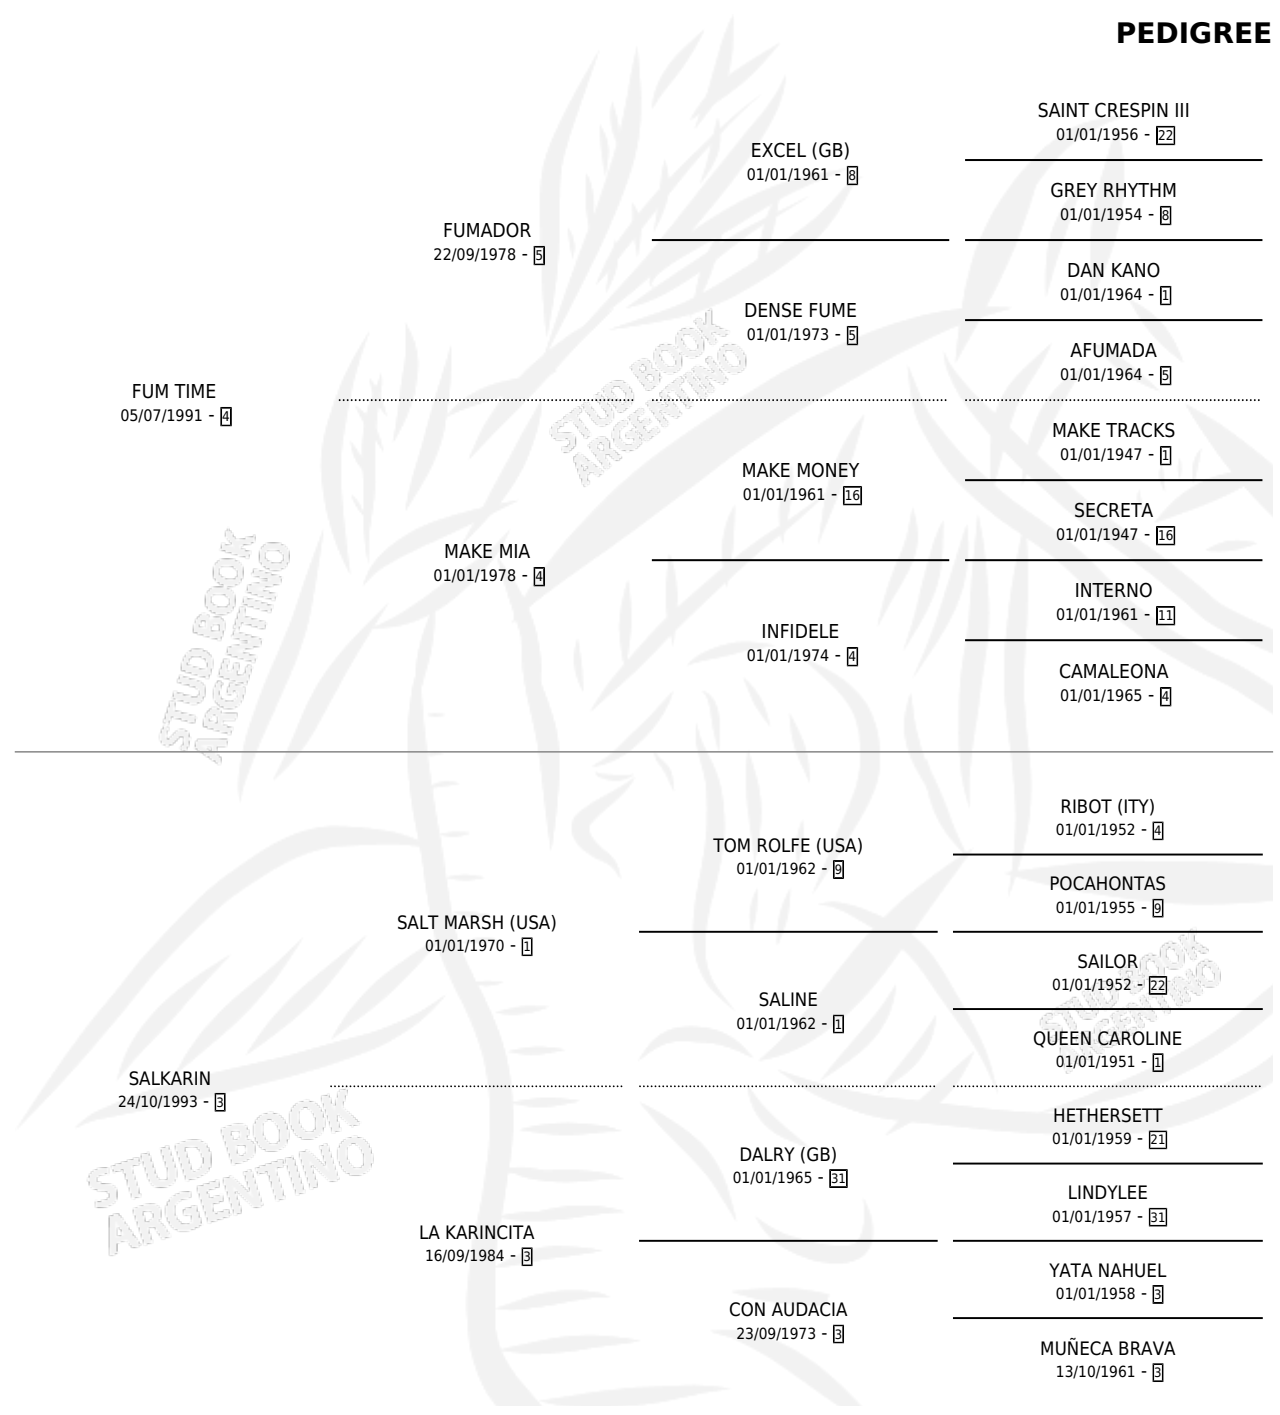 PEDIGREE
SAINT CRESPIN III
01/01/1956 - 22
EXCEL (GB)
01/01/1961 - 8
GREY RHYTHM
01/01/1954 - 8
FUMADOR
22/09/1978 - 5
DAN KANO
01/01/1964 - 1
DENSE FUME
01/01/1973 - 5
AFUMADA
01/01/1964 - 5
FUM TIME
05/07/1991 - 4
STUD BOOK
ARGENTINO
MAKE TRACKS
01/01/1947 - 1
MAKE MONEY
01/01/1961 - 16
SECRETA
01/01/1947 - 16
MAKE MIA
01/01/1978 - 4
INTERNO
01/01/1961 - 11
INFIDELE
01/01/1974 - 4
CAMALEONA
01/01/1965 - 4
STUD BOOK
ARGENTINO
RIBOT (ITY)
01/01/1952 - 4
TOM ROLFE (USA)
01/01/1962 - 9
POCAHONTAS
01/01/1955 - 9
SALT MARSH (USA)
01/01/1970 - 1
SAILOR
01/01/1952 - 22
SALINE
01/01/1962 - 1
QUEEN CAROLINE
01/01/1951 - 1
STUD BOOK
ARGENTINO
SALKARIN
24/10/1993 - 3
HETHERSETT
01/01/1959 - 21
DALRY (GB)
01/01/1965 - 31
LINDYLEE
01/01/1957 - 31
STUD BOOK
ARGENTINO
LA KARINCITA
16/09/1984 - 3
YATA NAHUEL
01/01/1958 - 3
CON AUDACIA
23/09/1973 - 3
MUÑECA BRAVA
13/10/1961 - 3